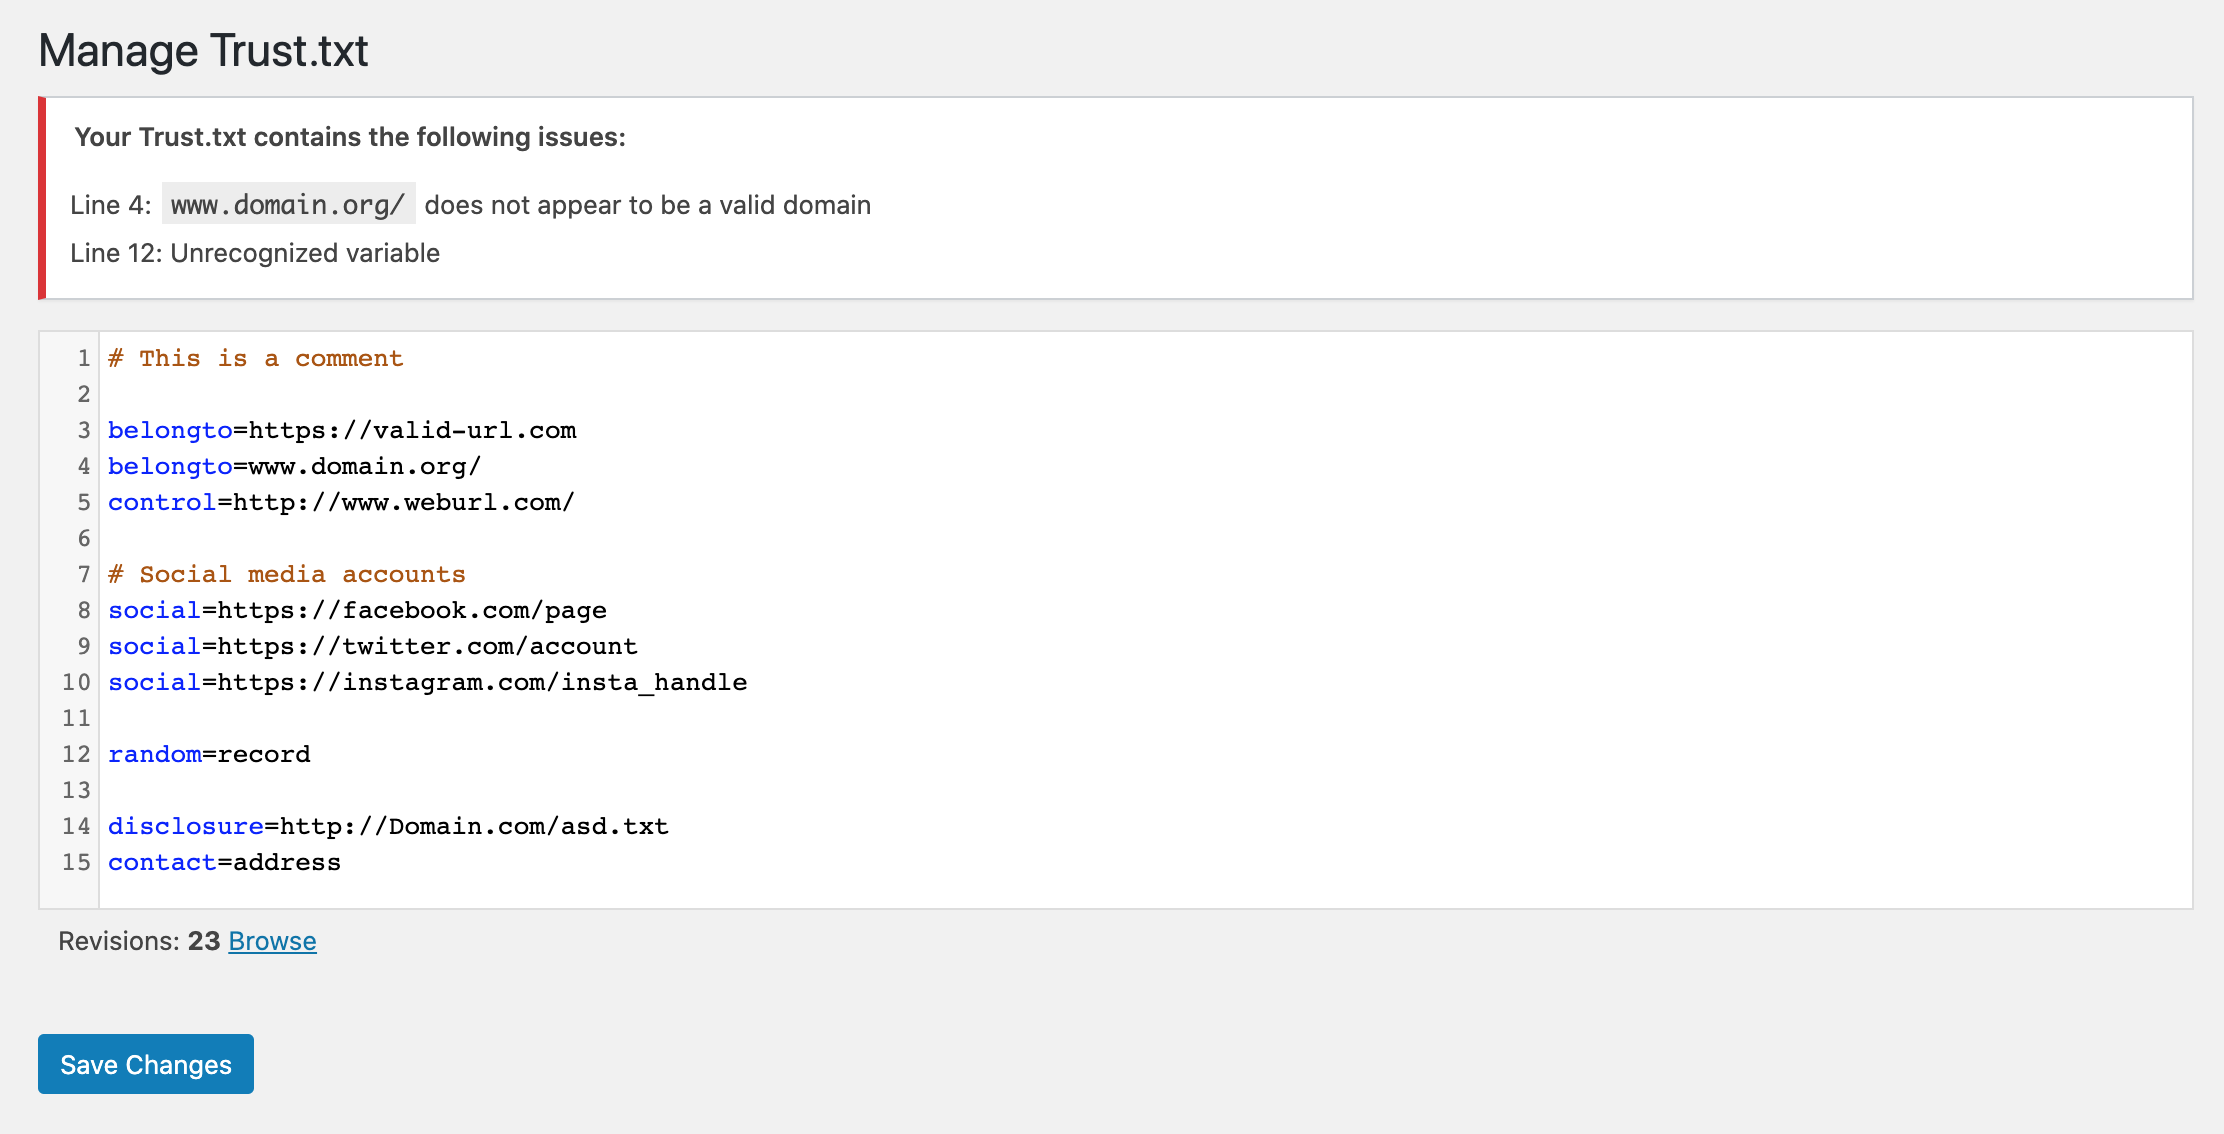 Manage Trust.txt
Your Trust.txt contains the following issues:
Line 4: www.domain.org/ does not appear to be a valid domain
Line 12: Unrecognized variable
1 # This is a comment
2
3 belongto=https://valid-url.com
4 belongto=www.domain.org/
5 control=http://www.weburl.com/
6
7 # Social media accounts
8 social=https://facebook.com/page
9 social=https://twitter.com/account
10 social=https://instagram.com/insta_handle
11
12 random=record
13
14 disclosure=http://Domain.com/asd.txt
15 contact=address
Revisions: 23 Browse
Save Changes